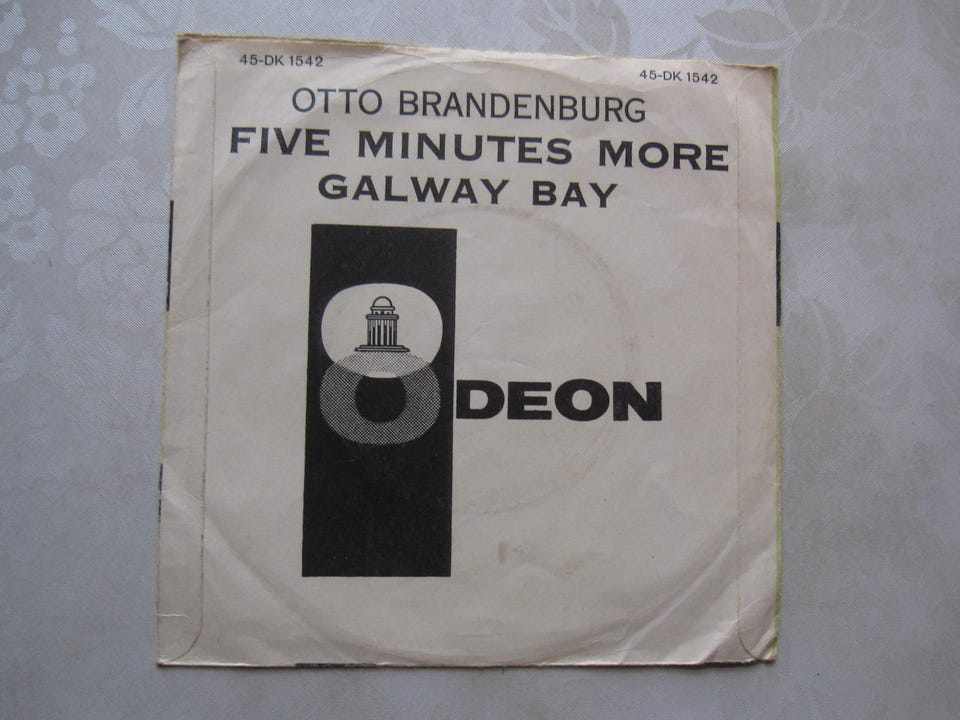 45-DK 1542
45-DK 1542
OTTO BRANDENBURG
FIVE MINUTES MORE
GALWAY BAY
ODEON